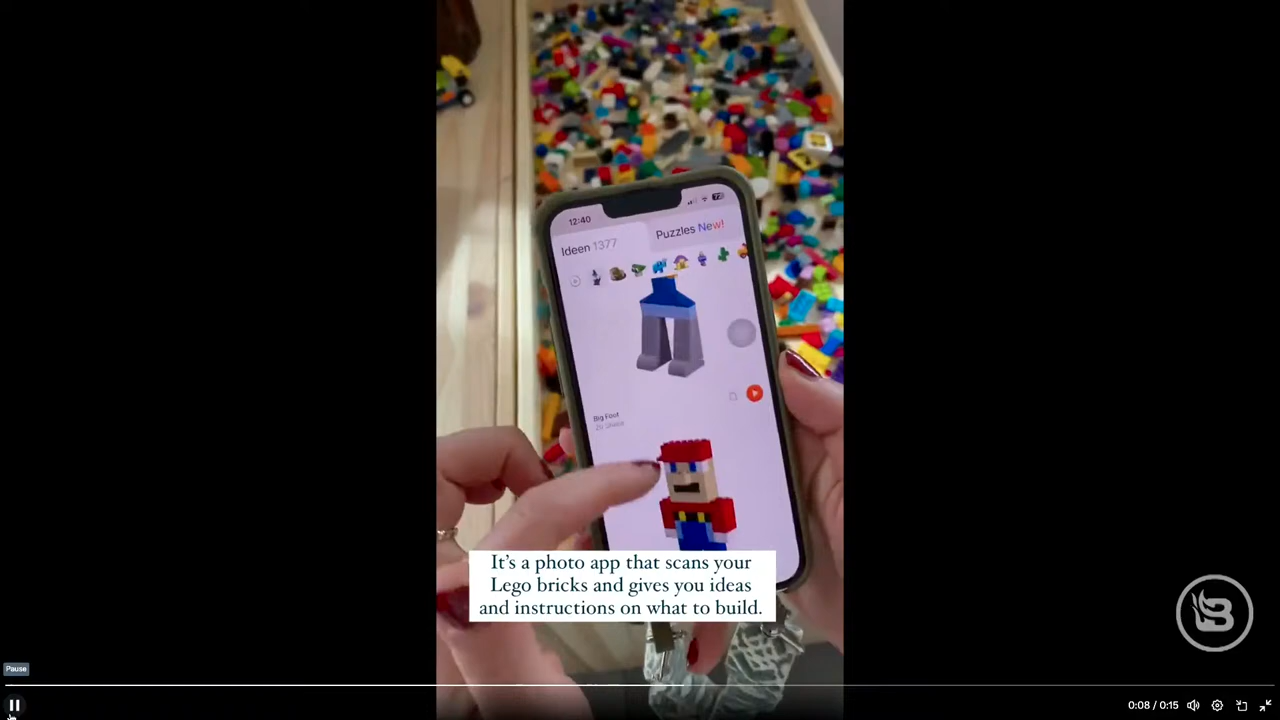 12:40
Ideen 1377
Puzzles New!
Big Foot
It's a photo app that scans your
Lego bricks and gives you ideas
and instructions on what to build.
Pause
0:08 / 0:15